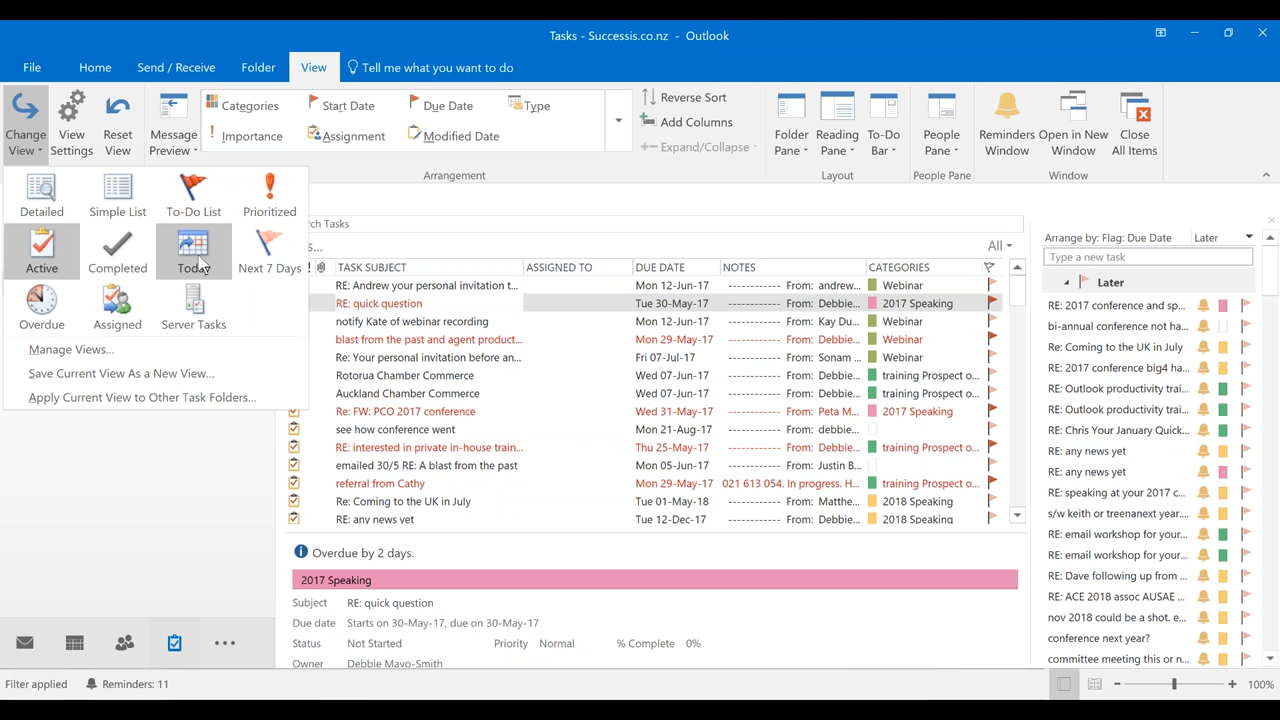 Tasks - Successis.co.nz - Outlook
File Home Send / Receive Folder View Tell me what you want to do
Change View
View Settings
Reset View
Message Preview
Categories Start Date Due Date Type
! Importance Assignment Modified Date
Arrangement
Reverse Sort
Add Columns
Expand/Collapse
Folder Pane
Reading Pane
To-Do Bar
Layout
People Pane
People Pane
Reminders Window
Open in New Window
Close All Items
Window
Detailed Simple List To-Do List Prioritized
Active Completed Today Next 7 Days
Overdue Assigned Server Tasks
Manage Views...
Save Current View As a New View...
Apply Current View to Other Task Folders...
rch Tasks
s... All
! TASK SUBJECT ASSIGNED TO DUE DATE NOTES CATEGORIES
RE: Andrew your personal invitation t... Mon 12-Jun-17 ------------ From: andrew... Webinar
RE: quick question Tue 30-May-17 ------------ From: Debbie... 2017 Speaking
notify Kate of webinar recording Mon 12-Jun-17 ------------ From: Kay Du... Webinar
blast from the past and agent product... Mon 29-May-17 ------------ From: Debbie... Webinar
Re: Your personal invitation before an... Fri 07-Jul-17 ------------ From: Sonam ... Webinar
Rotorua Chamber Commerce Wed 07-Jun-17 ------------ From: Debbie... training Prospect o...
Auckland Chamber Commerce Wed 07-Jun-17 ------------ From: Debbie... training Prospect o...
Re: FW: PCO 2017 conference Wed 31-May-17 ------------ From: Peta M... 2017 Speaking
see how conference went Mon 21-Aug-17 ------------ From: debbie...
RE: interested in private in-house train... Thu 25-May-17 ------------ From: Debbie... training Prospect o...
emailed 30/5 RE: A blast from the past Mon 05-Jun-17 ------------ From: Justin B...
referral from Cathy Mon 29-May-17 021 613 054. In progress. H... training Prospect o...
Re: Coming to the UK in July Tue 01-May-18 ------------ From: Matthe... 2018 Speaking
RE: any news yet Tue 12-Dec-17 ------------ From: Debbie... 2018 Speaking
Overdue by 2 days.
2017 Speaking
Subject RE: quick question
Due date Starts on 30-May-17, due on 30-May-17
Status Not Started Priority Normal % Complete 0%
Owner Debbie Mayo-Smith
Arrange by: Flag: Due Date Later
Type a new task
Later
RE: 2017 conference and sp...
bi-annual conference not ha...
Re: Coming to the UK in July
RE: 2017 conference big4 ha...
RE: Outlook productivity trai...
RE: Outlook productivity trai...
RE: Chris Your January Quick...
RE: any news yet
RE: any news yet
RE: speaking at your 2017 c...
s/w keith or treenanext year...
RE: email workshop for your...
RE: email workshop for your...
RE: Dave following up from ...
RE: ACE 2018 assoc AUSAE ...
nov 2018 could be a shot. e...
conference next year?
committee meeting this or n...
Filter applied Reminders: 11 100%